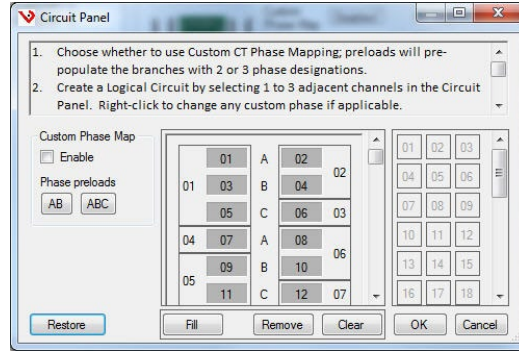 Circuit Panel
1. Choose whether to use Custom CT Phase Mapping; preloads will pre-
populate the branches with 2 or 3 phase designations.
2. Create a Logical Circuit by selecting 1 to 3 adjacent channels in the Circuit
Panel. Right-click to change any custom phase if applicable.
Custom Phase Map
Enable
Phase preloads
AB ABC
01 A 02
01 03 B 04 02
05 C 06 03
04 07 A 08
09 B 10 06
05
11 C 12 07
01 02 03
04 05 06
07 08 09
10 11 12
13 14 15
16 17 18
Restore Fill Remove Clear OK Cancel